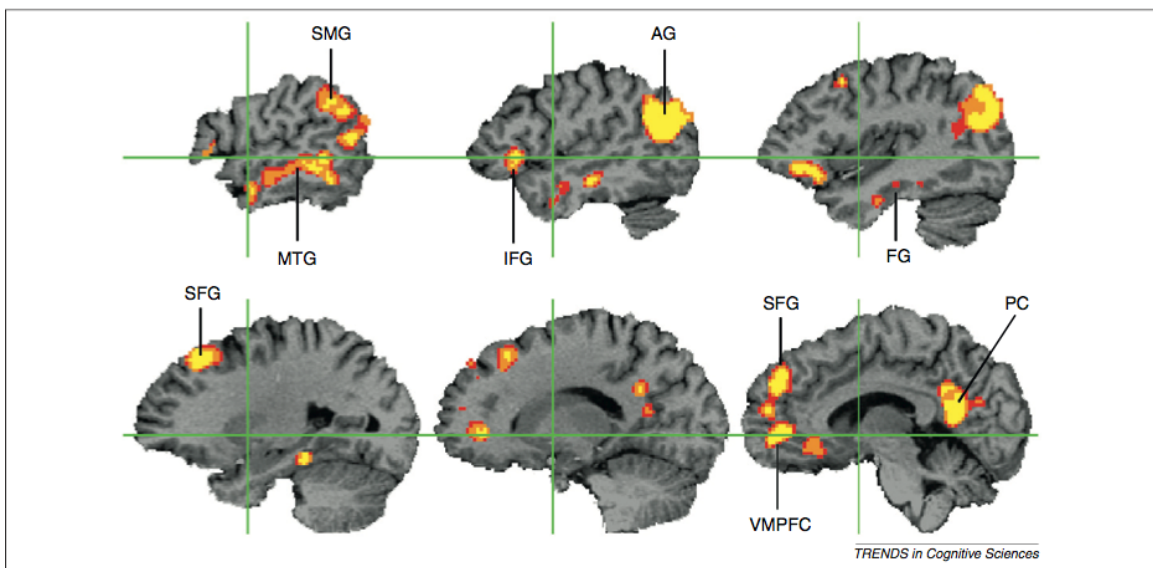 SMG
AG
MTG
IFG
FG
SFG
SFG
PC
VMPFC
TRENDS in Cognitive Sciences